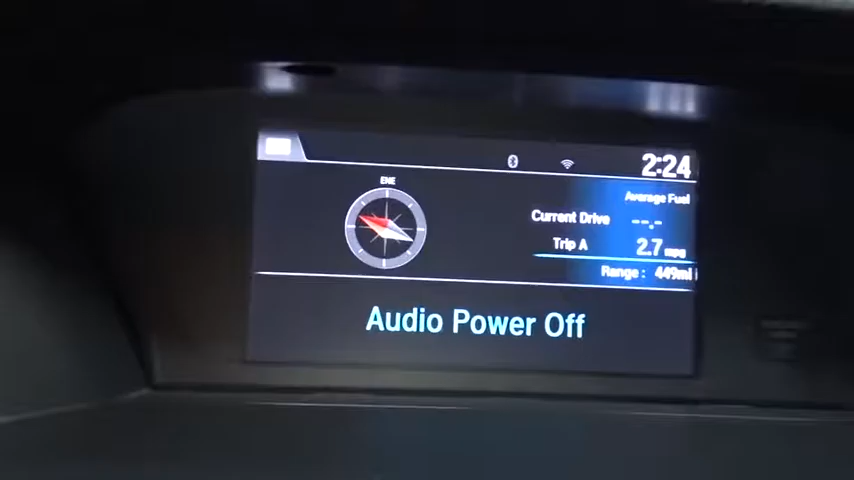 2:24
ENE
Average Fuel
Current Drive --.-
Trip A 2.7 mpg
Range : 449mi
Audio Power Off